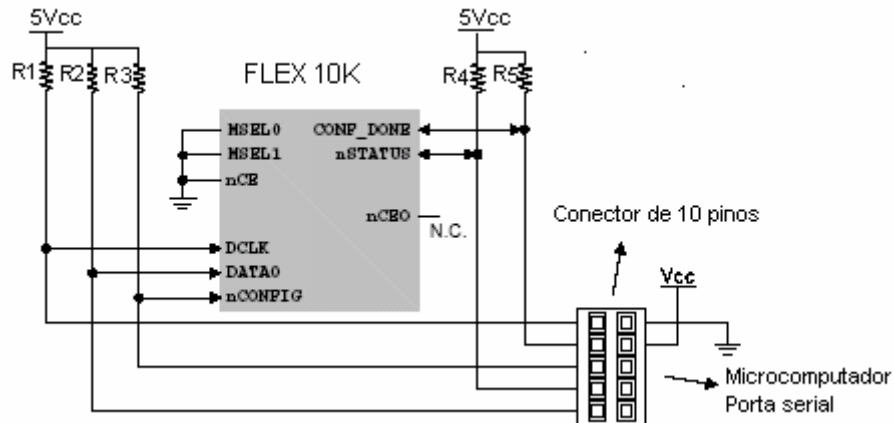 5Vcc
5Vcc
R1
R2
R3
FLEX 10K
R4
R5
MSEL0
CONF_DONE
MSEL1
nSTATUS
nCE
nCEO
N.C.
Conector de 10 pinos
DCLK
DATA0
nCONFIG
Vcc
Microcomputador
Porta serial